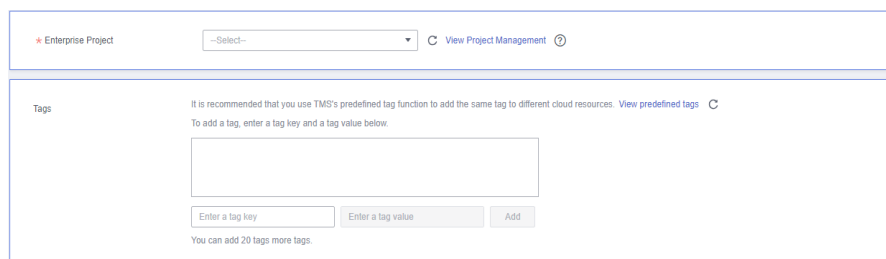 * Enterprise Project
--Select--
View Project Management ?
Tags
It is recommended that you use TMS's predefined tag function to add the same tag to different cloud resources. View predefined tags
To add a tag, enter a tag key and a tag value below.
Enter a tag key
Enter a tag value
Add
You can add 20 tags more tags.